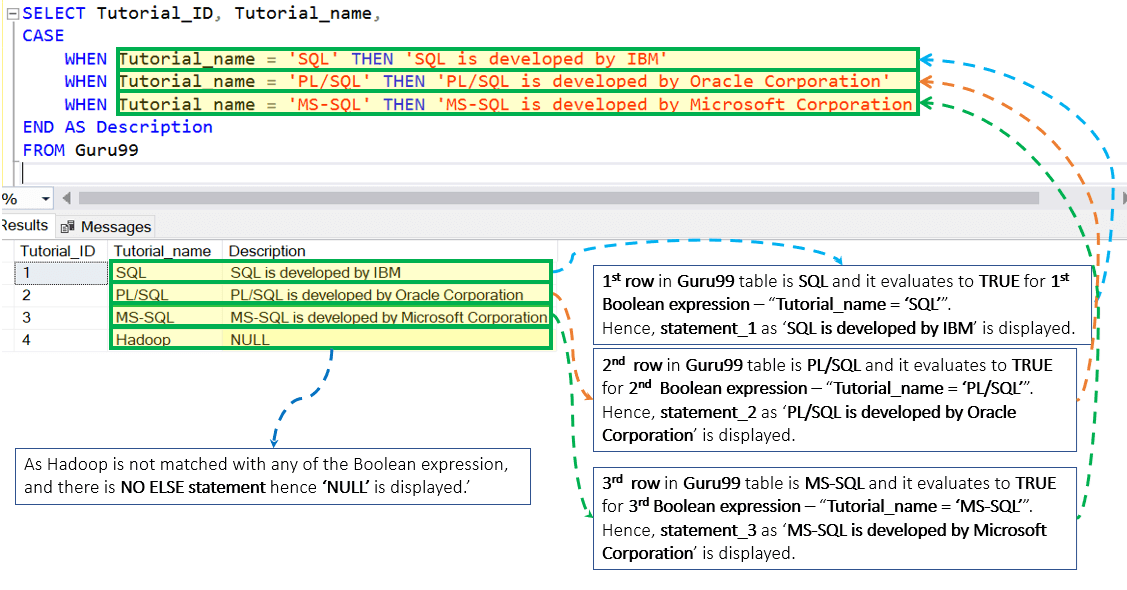 SELECT Tutorial_ID, Tutorial_name,
CASE
WHEN Tutorial_name = 'SQL' THEN 'SQL is developed by IBM'
WHEN Tutorial_name = 'PL/SQL' THEN 'PL/SQL is developed by Oracle Corporation'
WHEN Tutorial_name = 'MS-SQL' THEN 'MS-SQL is developed by Microsoft Corporation
END AS Description
FROM Guru99
%
Results Messages
Tutorial_ID Tutorial_name Description
1 SQL SQL is developed by IBM
2 PL/SQL PL/SQL is developed by Oracle Corporation
3 MS-SQL MS-SQL is developed by Microsoft Corporation
4 Hadoop NULL
1st row in Guru99 table is SQL and it evaluates to TRUE for 1st
Boolean expression – “Tutorial_name = ‘SQL’”.
Hence, statement_1 as ‘SQL is developed by IBM’ is displayed.
2nd row in Guru99 table is PL/SQL and it evaluates to TRUE
for 2nd Boolean expression – “Tutorial_name = ‘PL/SQL’”.
Hence, statement_2 as ‘PL/SQL is developed by Oracle
Corporation’ is displayed.
As Hadoop is not matched with any of the Boolean expression,
and there is NO ELSE statement hence ‘NULL’ is displayed.’
3rd row in Guru99 table is MS-SQL and it evaluates to TRUE
for 3rd Boolean expression – “Tutorial_name = ‘MS-SQL’”.
Hence, statement_3 as ‘MS-SQL is developed by Microsoft
Corporation’ is displayed.